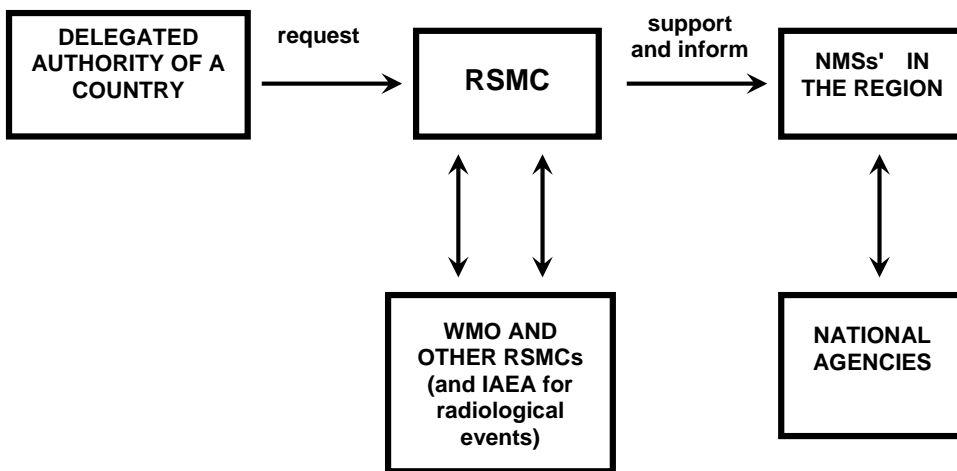 DELEGATED
AUTHORITY OF A
COUNTRY
request
RSMC
support
and inform
NMSs' IN
THE REGION
WMO AND
OTHER RSMCs
(and IAEA for
radiological
events)
NATIONAL
AGENCIES